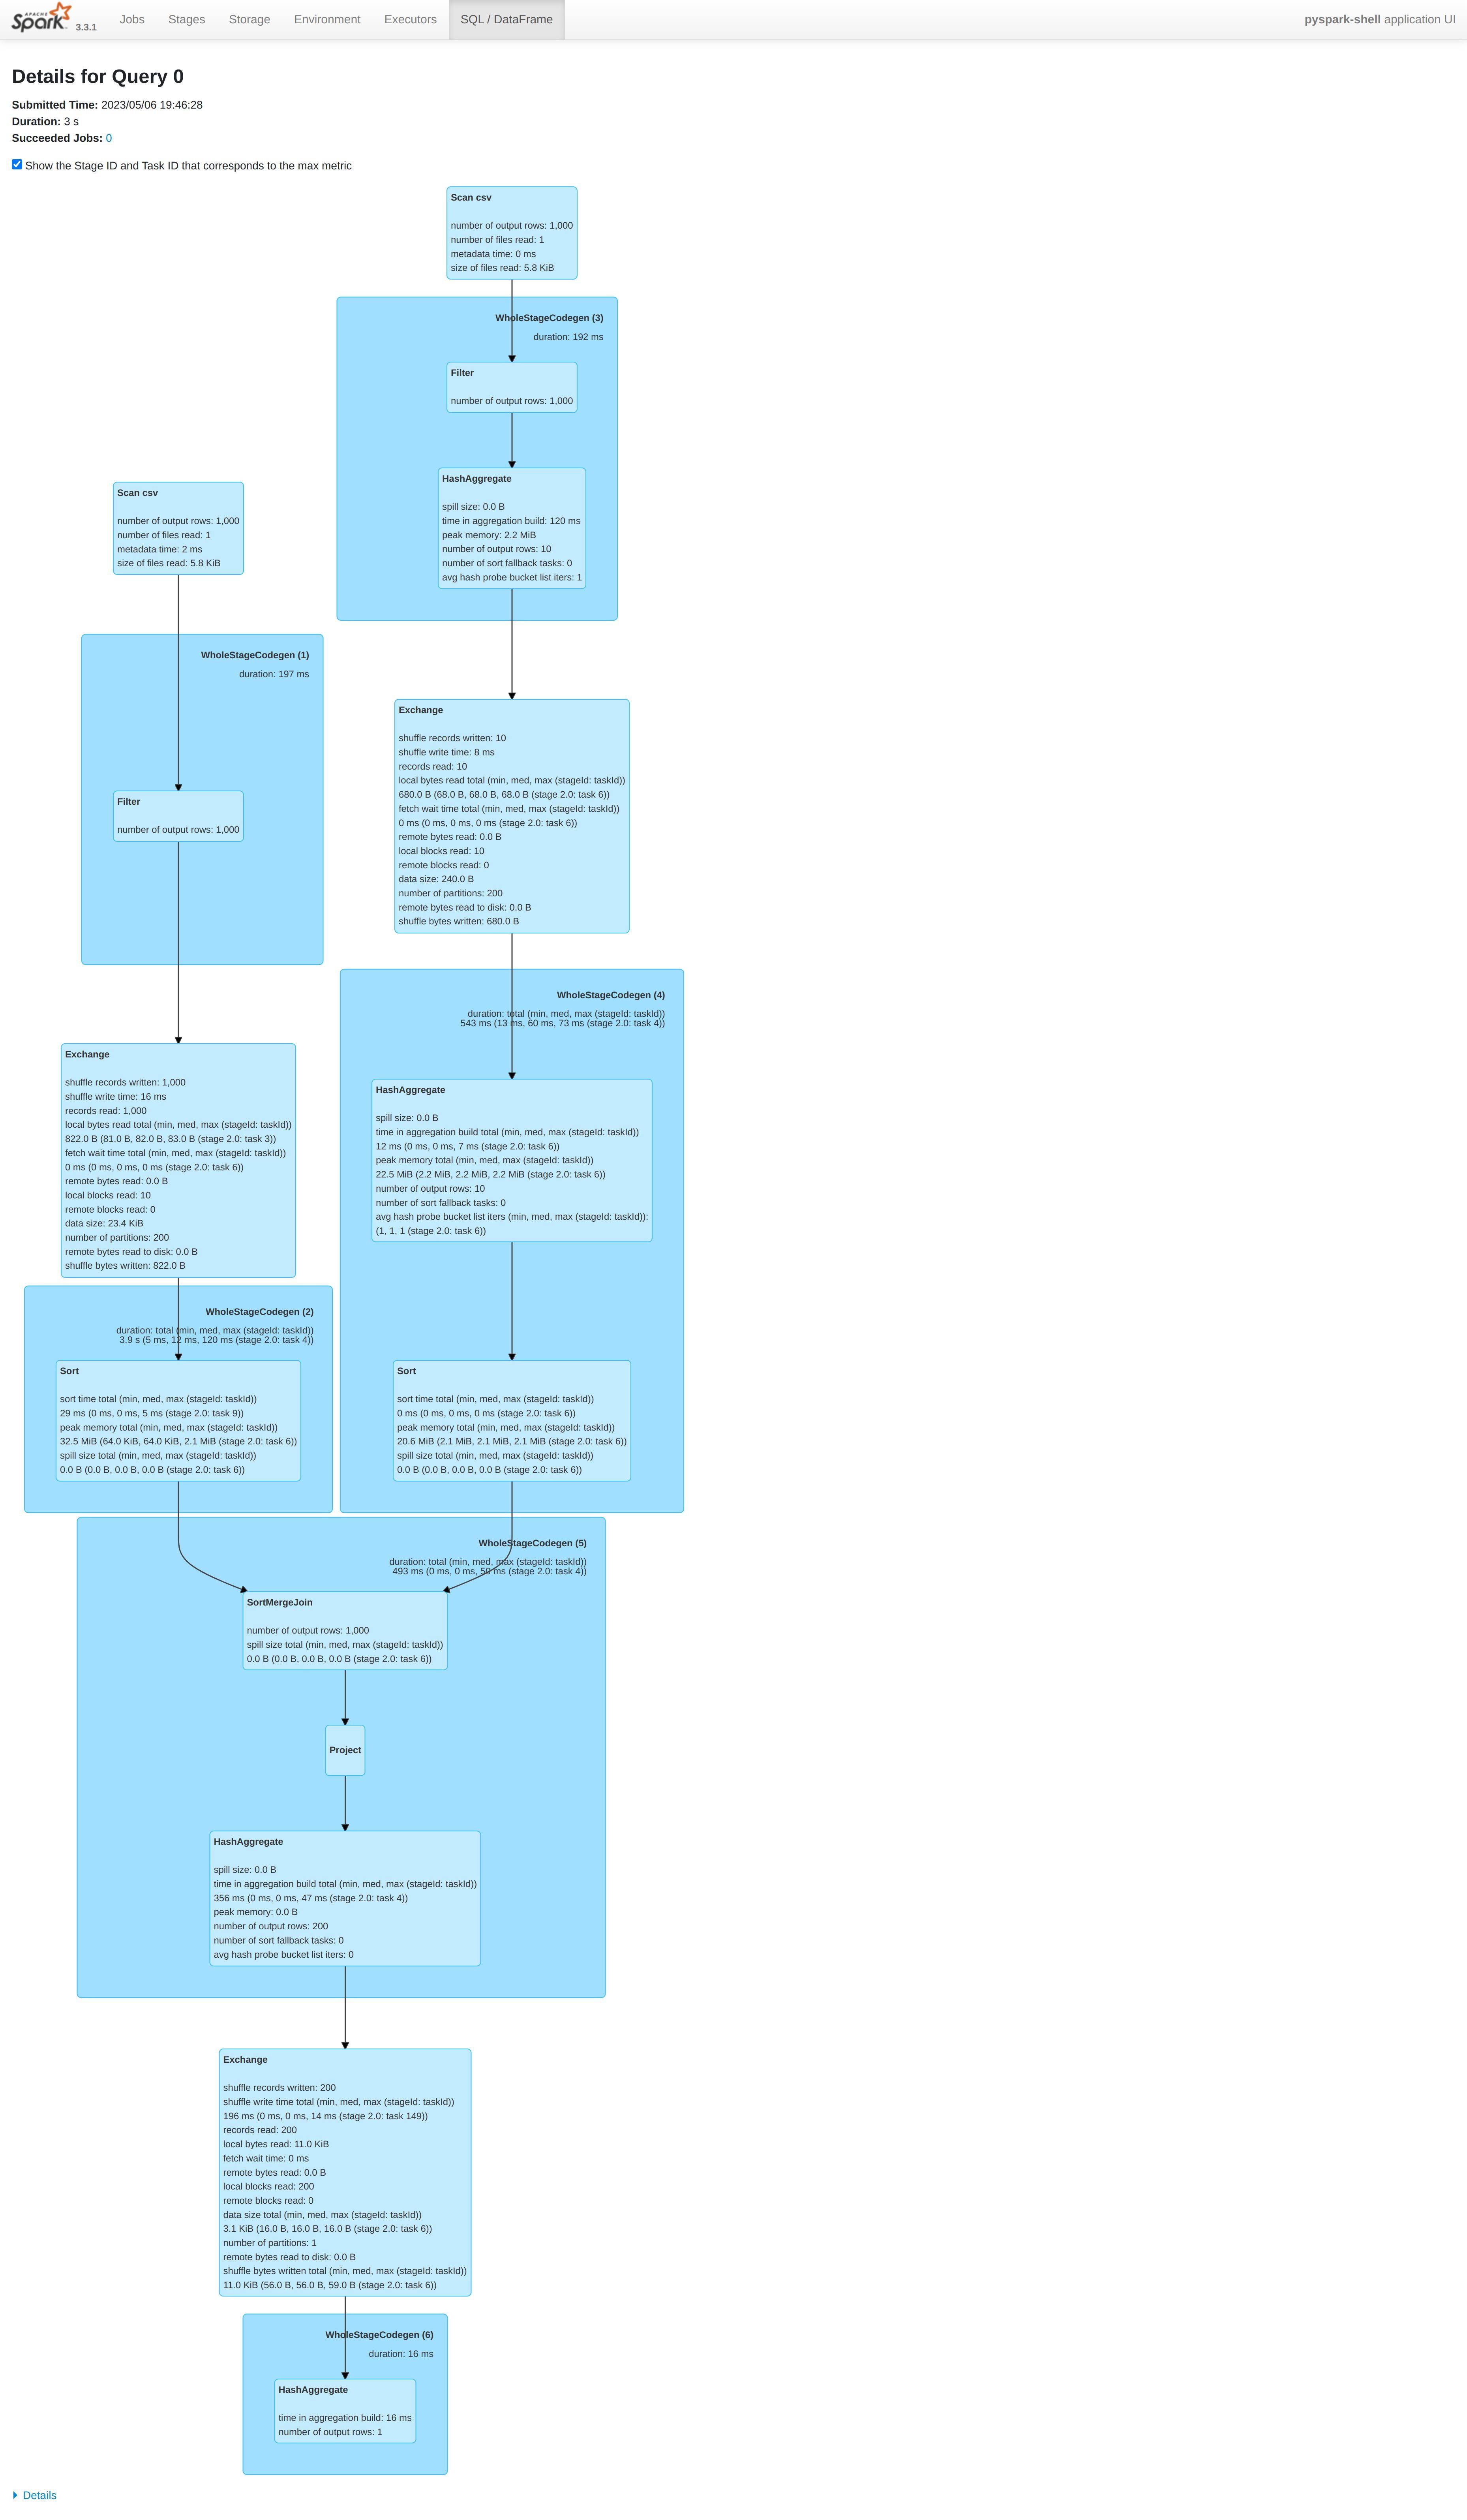 APACHE
Spark 3.3.1
Jobs
Stages
Storage
Environment
Executors
SQL / DataFrame
pyspark-shell application UI
Details for Query 0
Submitted Time: 2023/05/06 19:46:28
Duration: 3 s
Succeeded Jobs: 0
Show the Stage ID and Task ID that corresponds to the max metric
Scan csv
number of output rows: 1,000
number of files read: 1
metadata time: 0 ms
size of files read: 5.8 KiB
WholeStageCodegen (3)
duration: 192 ms
Filter
number of output rows: 1,000
HashAggregate
spill size: 0.0 B
time in aggregation build: 120 ms
peak memory: 2.2 MiB
number of output rows: 10
number of sort fallback tasks: 0
avg hash probe bucket list iters: 1
Scan csv
number of output rows: 1,000
number of files read: 1
metadata time: 2 ms
size of files read: 5.8 KiB
WholeStageCodegen (1)
duration: 197 ms
Filter
number of output rows: 1,000
Exchange
shuffle records written: 10
shuffle write time: 8 ms
records read: 10
local bytes read total (min, med, max (stageId: taskId))
680.0 B (68.0 B, 68.0 B, 68.0 B (stage 2.0: task 6))
fetch wait time total (min, med, max (stageId: taskId))
0 ms (0 ms, 0 ms, 0 ms (stage 2.0: task 6))
remote bytes read: 0.0 B
local blocks read: 10
remote blocks read: 0
data size: 240.0 B
number of partitions: 200
remote bytes read to disk: 0.0 B
shuffle bytes written: 680.0 B
Exchange
shuffle records written: 1,000
shuffle write time: 16 ms
records read: 1,000
local bytes read total (min, med, max (stageId: taskId))
822.0 B (81.0 B, 82.0 B, 83.0 B (stage 2.0: task 3))
fetch wait time total (min, med, max (stageId: taskId))
0 ms (0 ms, 0 ms, 0 ms (stage 2.0: task 6))
remote bytes read: 0.0 B
local blocks read: 10
remote blocks read: 0
data size: 23.4 KiB
number of partitions: 200
remote bytes read to disk: 0.0 B
shuffle bytes written: 822.0 B
WholeStageCodegen (4)
duration: total (min, med, max (stageId: taskId))
543 ms (13 ms, 60 ms, 73 ms (stage 2.0: task 4))
HashAggregate
spill size: 0.0 B
time in aggregation build total (min, med, max (stageId: taskId))
12 ms (0 ms, 0 ms, 7 ms (stage 2.0: task 6))
peak memory total (min, med, max (stageId: taskId))
22.5 MiB (2.2 MiB, 2.2 MiB, 2.2 MiB (stage 2.0: task 6))
number of output rows: 10
number of sort fallback tasks: 0
avg hash probe bucket list iters (min, med, max (stageId: taskId)):
(1, 1, 1 (stage 2.0: task 6))
WholeStageCodegen (2)
duration: total (min, med, max (stageId: taskId))
3.9 s (5 ms, 12 ms, 120 ms (stage 2.0: task 4))
Sort
sort time total (min, med, max (stageId: taskId))
29 ms (0 ms, 0 ms, 5 ms (stage 2.0: task 9))
peak memory total (min, med, max (stageId: taskId))
32.5 MiB (64.0 KiB, 64.0 KiB, 2.1 MiB (stage 2.0: task 6))
spill size total (min, med, max (stageId: taskId))
0.0 B (0.0 B, 0.0 B, 0.0 B (stage 2.0: task 6))
Sort
sort time total (min, med, max (stageId: taskId))
0 ms (0 ms, 0 ms, 0 ms (stage 2.0: task 6))
peak memory total (min, med, max (stageId: taskId))
20.6 MiB (2.1 MiB, 2.1 MiB, 2.1 MiB (stage 2.0: task 6))
spill size total (min, med, max (stageId: taskId))
0.0 B (0.0 B, 0.0 B, 0.0 B (stage 2.0: task 6))
WholeStageCodegen (5)
duration: total (min, med, max (stageId: taskId))
493 ms (0 ms, 0 ms, 50 ms (stage 2.0: task 4))
SortMergeJoin
number of output rows: 1,000
spill size total (min, med, max (stageId: taskId))
0.0 B (0.0 B, 0.0 B, 0.0 B (stage 2.0: task 6))
Project
HashAggregate
spill size: 0.0 B
time in aggregation build total (min, med, max (stageId: taskId))
356 ms (0 ms, 0 ms, 47 ms (stage 2.0: task 4))
peak memory: 0.0 B
number of output rows: 200
number of sort fallback tasks: 0
avg hash probe bucket list iters: 0
Exchange
shuffle records written: 200
shuffle write time total (min, med, max (stageId: taskId))
196 ms (0 ms, 0 ms, 14 ms (stage 2.0: task 149))
records read: 200
local bytes read: 11.0 KiB
fetch wait time: 0 ms
remote bytes read: 0.0 B
local blocks read: 200
remote blocks read: 0
data size total (min, med, max (stageId: taskId))
3.1 KiB (16.0 B, 16.0 B, 16.0 B (stage 2.0: task 6))
number of partitions: 1
remote bytes read to disk: 0.0 B
shuffle bytes written total (min, med, max (stageId: taskId))
11.0 KiB (56.0 B, 56.0 B, 59.0 B (stage 2.0: task 6))
WholeStageCodegen (6)
duration: 16 ms
HashAggregate
time in aggregation build: 16 ms
number of output rows: 1
Details